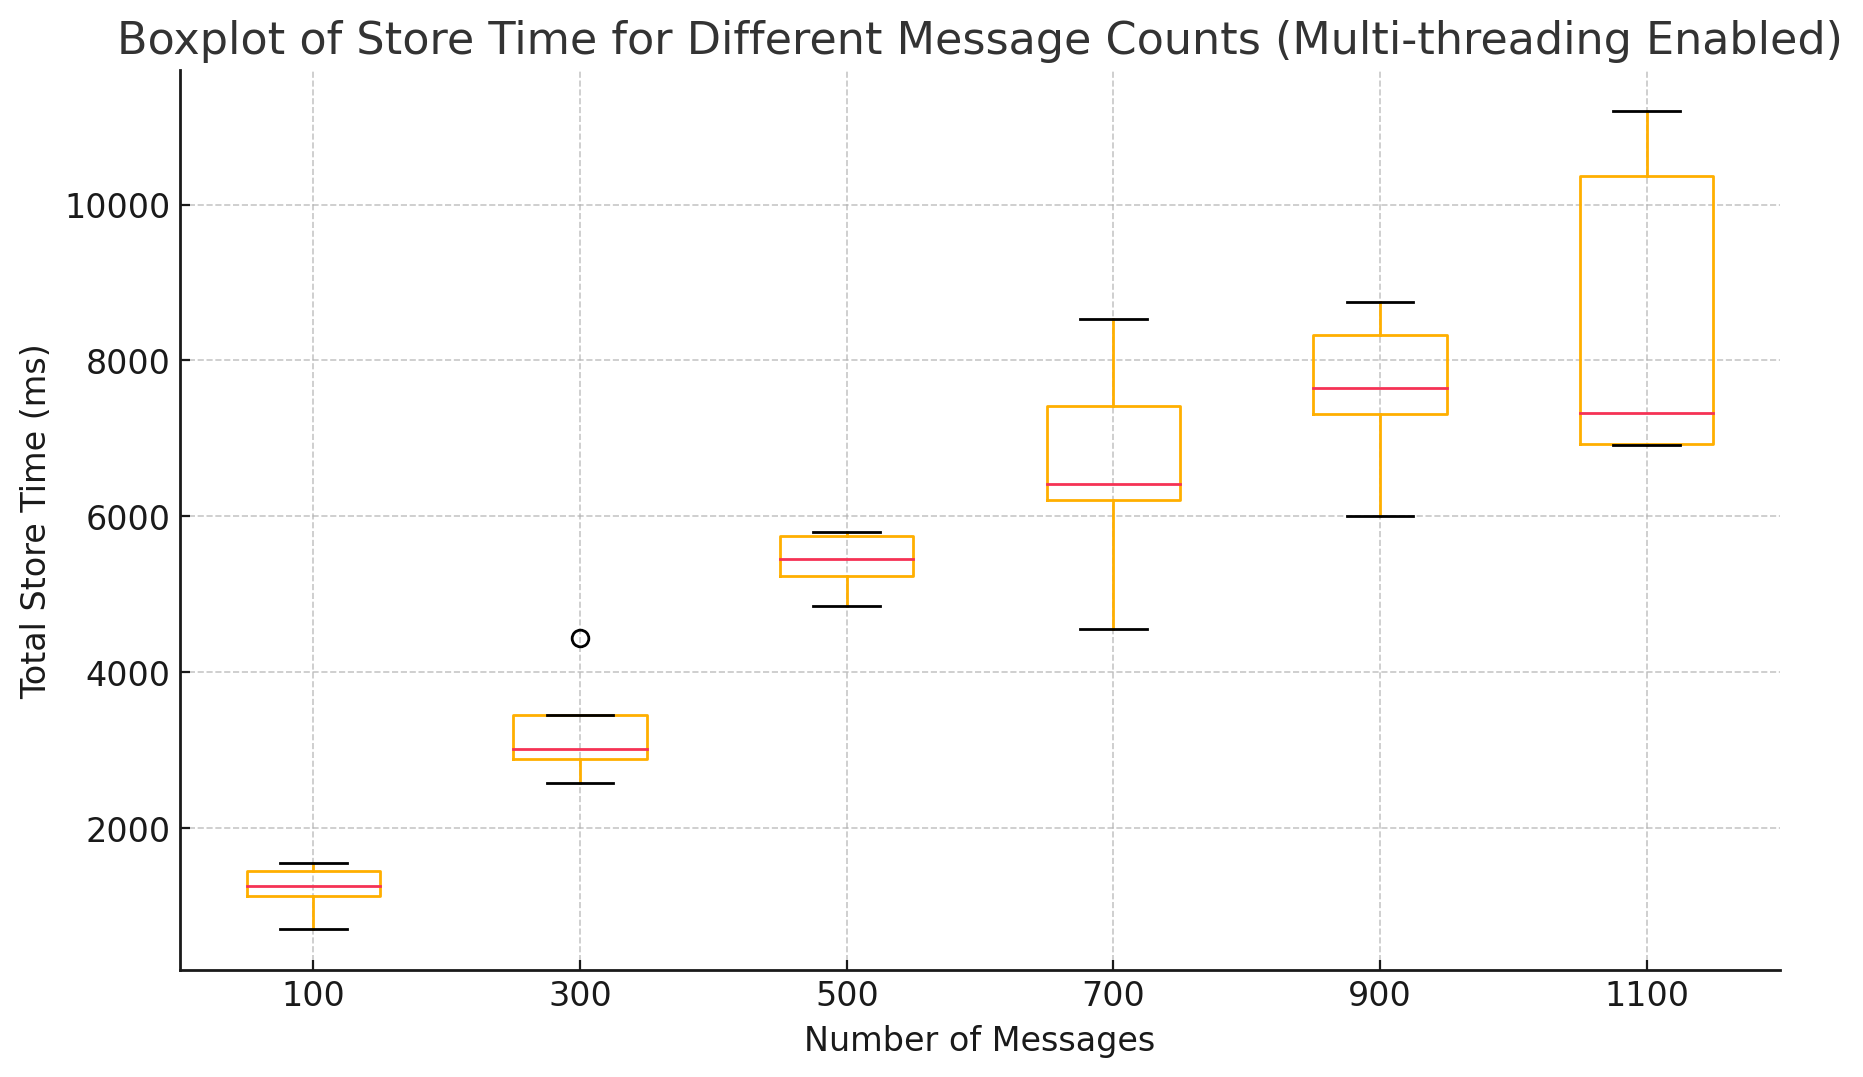 Boxplot of Store Time for Different Message Counts (Multi-threading Enabled)
Total Store Time (ms)
10000
8000
6000
4000
2000
100 300 500 700 900 1100
Number of Messages